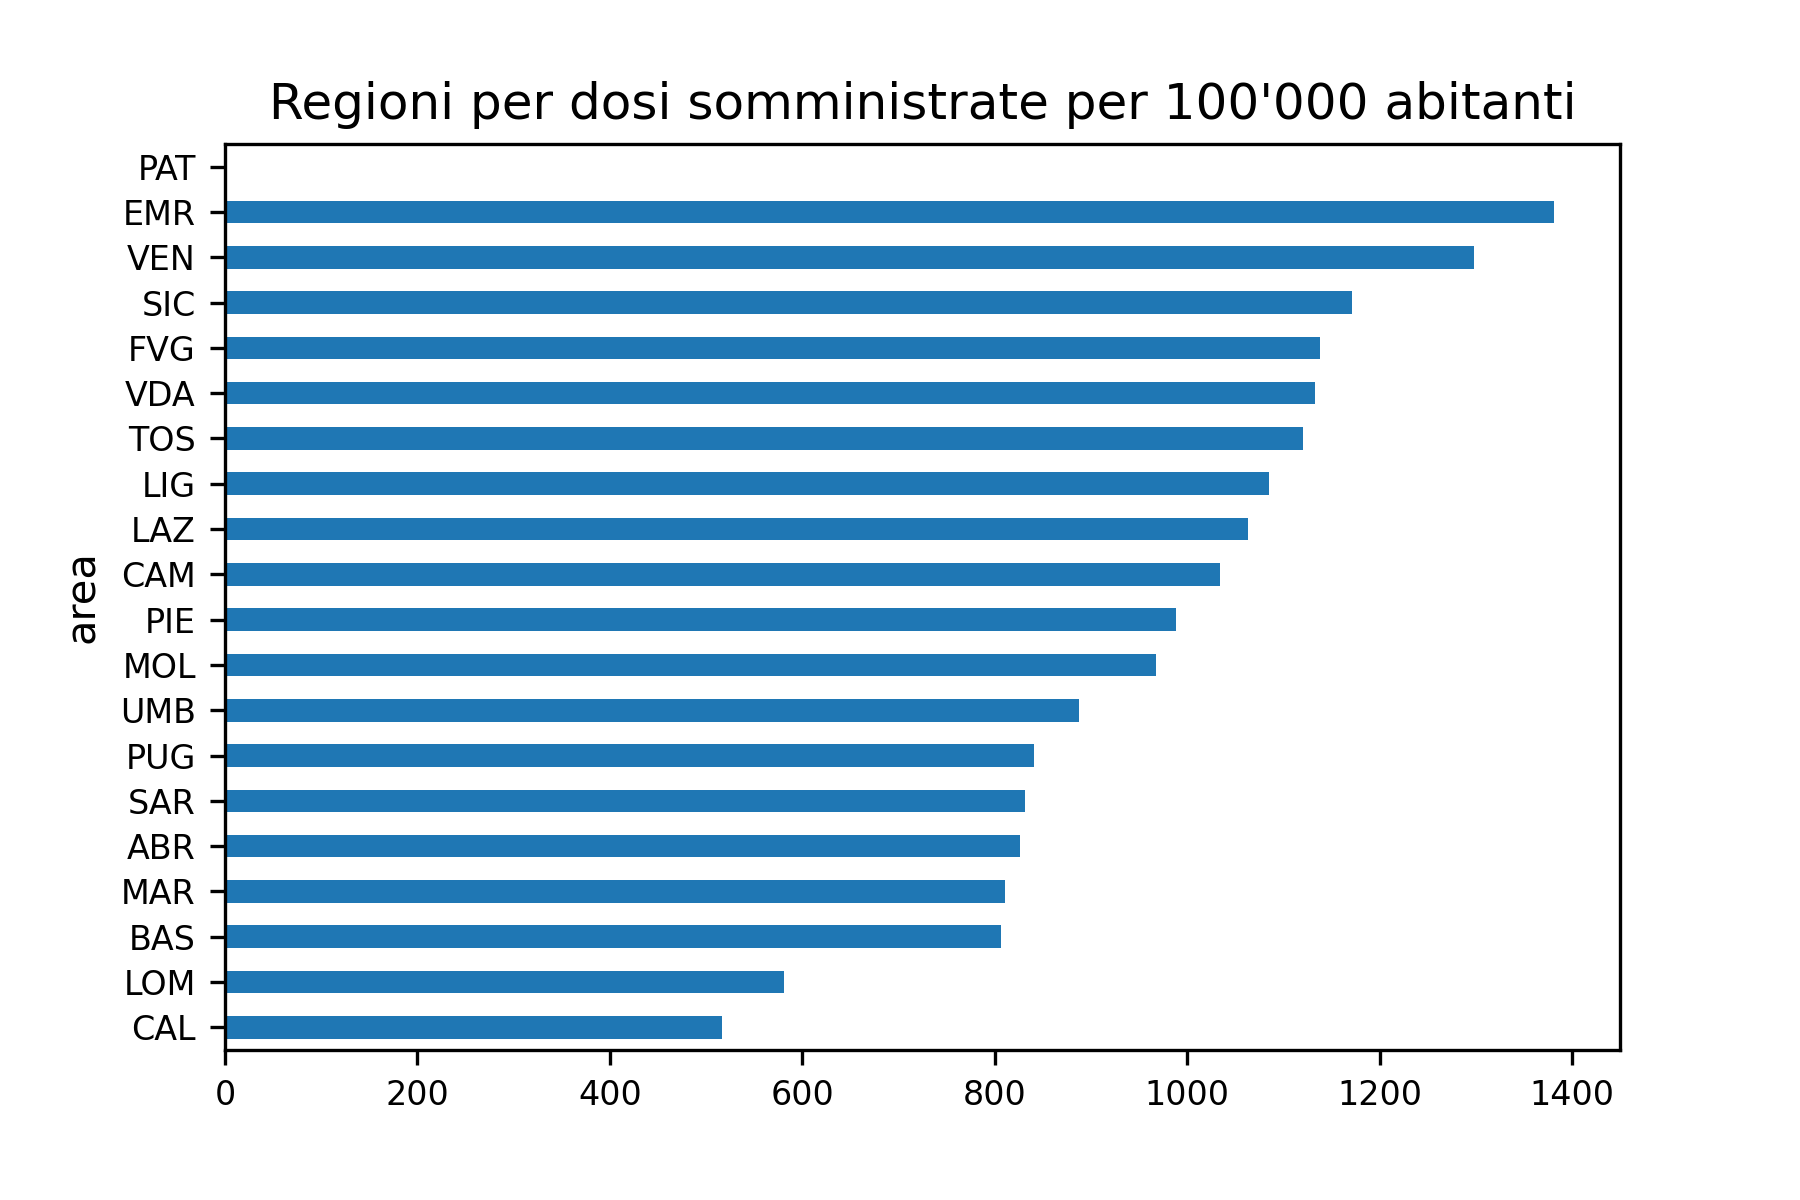 Regioni per dosi somministrate per 100'000 abitanti
area
PAT
EMR
VEN
SIC
FVG
VDA
TOS
LIG
LAZ
CAM
PIE
MOL
UMB
PUG
SAR
ABR
MAR
BAS
LOM
CAL
0 200 400 600 800 1000 1200 1400